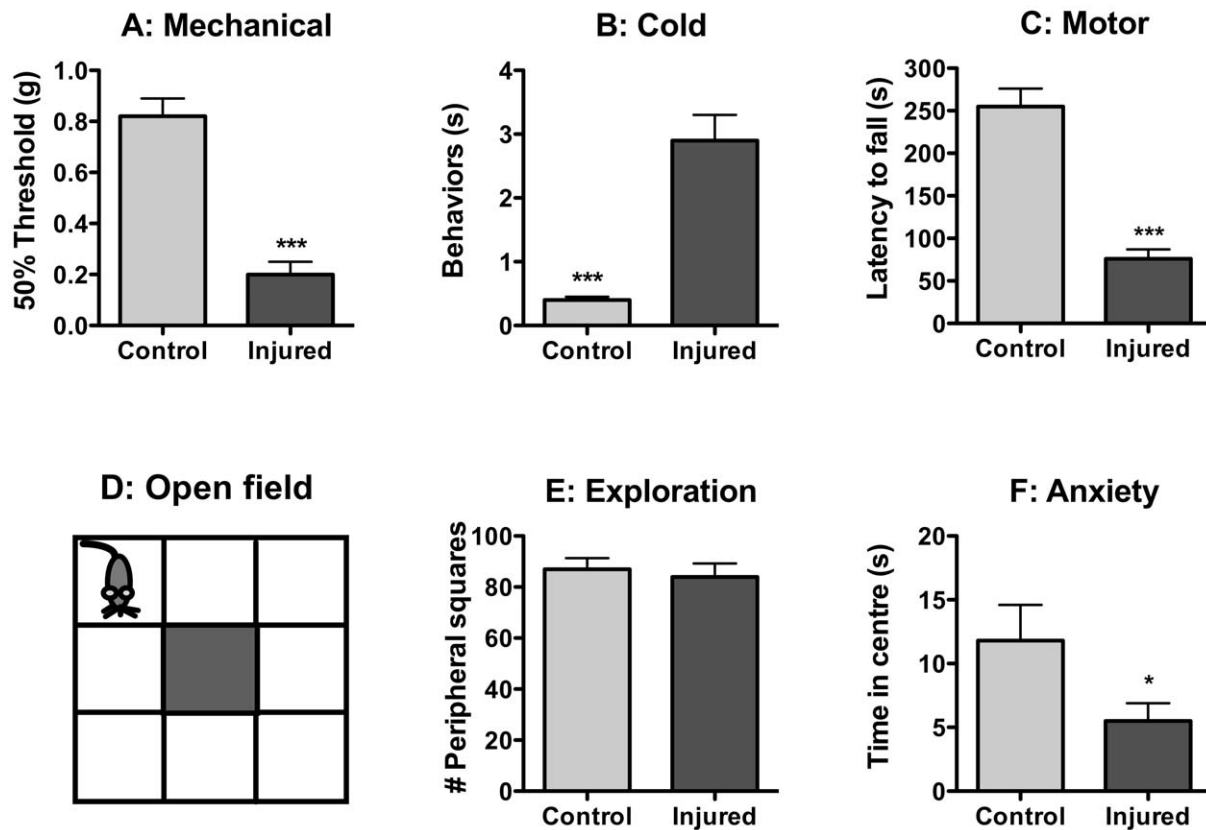 A: Mechanical
50% Threshold (g)
1.0
0.8
0.6
0.4
0.2
0.0
***
Control Injured
B: Cold
Behaviors (s)
4
3
2
1
0
***
Control Injured
C: Motor
Latency to fall (s)
300
250
200
150
100
50
0
***
Control Injured
D: Open field
E: Exploration
# Peripheral squares
100
80
60
40
20
0
Control Injured
F: Anxiety
Time in centre (s)
20
15
10
5
0
*
Control Injured